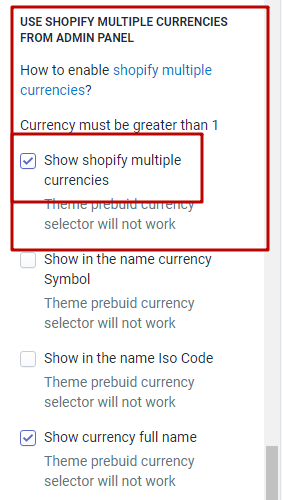 USE SHOPIFY MULTIPLE CURRENCIES
FROM ADMIN PANEL
How to enable shopify multiple
currencies?
Currency must be greater than 1
Show shopify multiple
currencies
Theme prebuid currency
selector will not work
Show in the name currency
Symbol
Theme prebuid currency
selector will not work
Show in the name Iso Code
Theme prebuid currency
selector will not work
Show currency full name
Theme prebuid currency
selector will not work